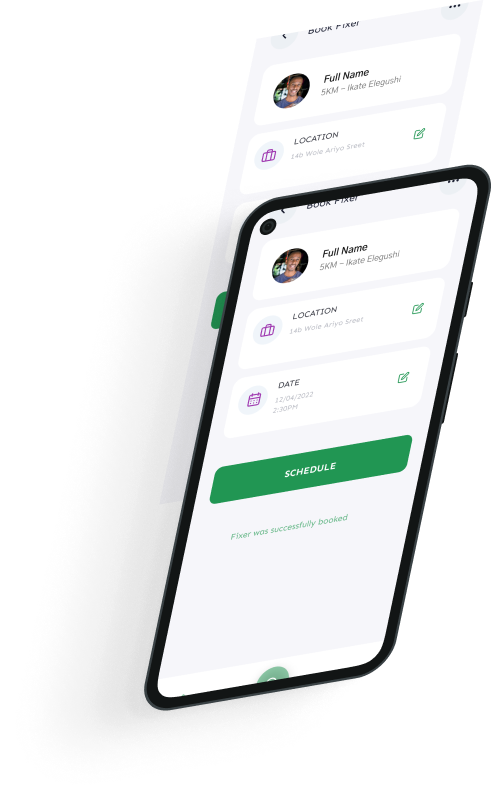 Book Fixer
Full Name
5KM – Ikate Elegushi
LOCATION
14b Wole Ariyo Sreet
Book Fixer
Full Name
5KM – Ikate Elegushi
LOCATION
14b Wole Ariyo Sreet
DATE
12/04/2022
2:30PM
SCHEDULE
Fixer was successfully booked